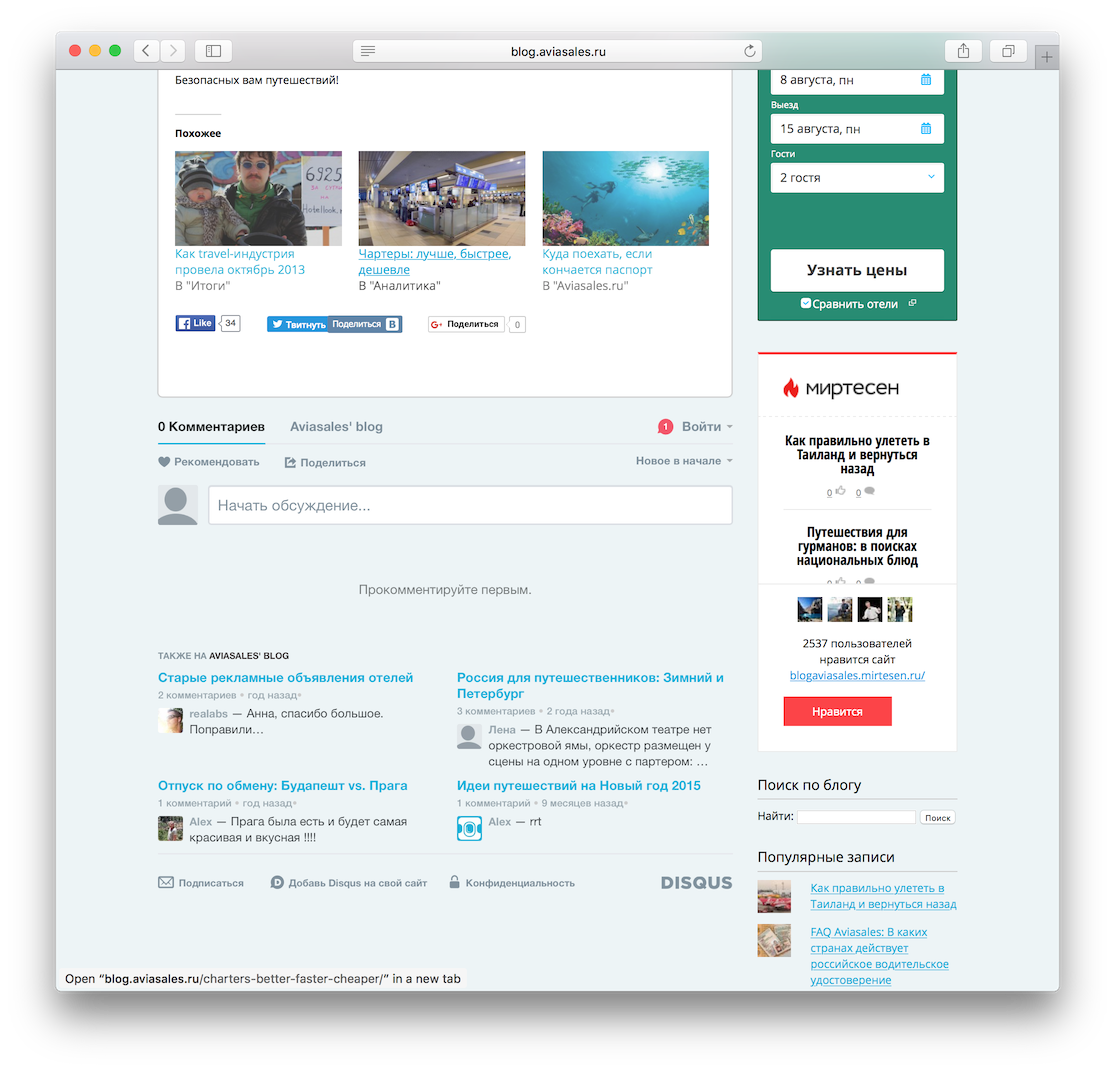 blog.aviasales.ru
Безопасных вам путешествий!
Похожее
6925
Как travel-индустрия
провела октябрь 2013
В "Итоги"
Чартеры: лучше, быстрее,
дешевле
В "Аналитика"
Куда поехать, если
кончается паспорт
В "Aviasales.ru"
Like 34
Твитнуть Поделиться B
G+ Поделиться 0
0 Комментариев
Aviasales' blog
1 Войти
Рекомендовать
Поделиться
Новое в начале
Начать обсуждение...
Прокомментируйте первым.
ТАКЖЕ НА AVIASALES' BLOG
Старые рекламные объявления отелей
2 комментариев • год назад•
realabs — Анна, спасибо большое.
Поправили…
Россия для путешественников: Зимний и
Петербург
3 комментариев • 2 года назад•
Лена — В Александрийском театре нет
оркестровой ямы, оркестр размещен у
сцены на одном уровне с партером: …
Отпуск по обмену: Будапешт vs. Прага
1 комментарий • год назад•
Alex — Прага была есть и будет самая
красивая и вкусная !!!!
Идеи путешествий на Новый год 2015
1 комментарий • 9 месяцев назад•
Alex — rrt
Подписаться
Добавь Disqus на свой сайт
Конфиденциальность
DISQUS
8 августа, пн
Выезд
15 августа, пн
Гости
2 гостя
Узнать цены
Сравнить отели
миртесен
Как правильно улететь в
Таиланд и вернуться
назад
0 0
Путешествия для
гурманов: в поисках
национальных блюд
0 0
2537 пользователей
нравится сайт
blogaviasales.mirtesen.ru/
Нравится
Поиск по блогу
Найти: Поиск
Популярные записи
Как правильно улететь в
Таиланд и вернуться назад
FAQ Aviasales: В каких
странах действует
российское водительское
удостоверение
Open “blog.aviasales.ru/charters-better-faster-cheaper/” in a new tab